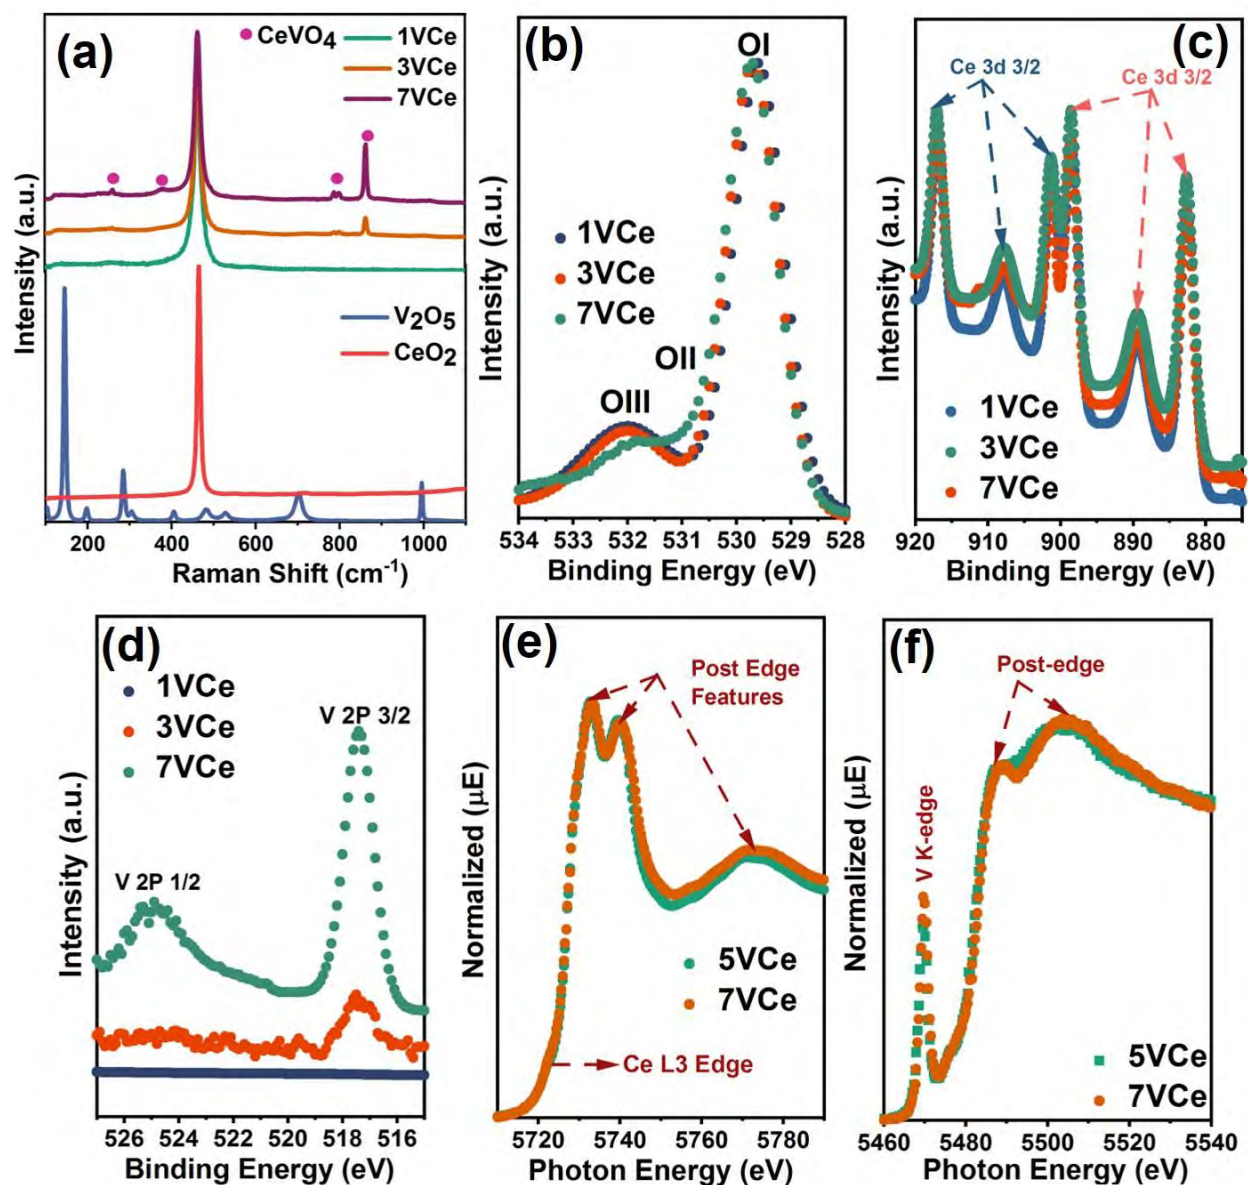 (a)
CeVO₄
1VCe
3VCe
7VCe
V₂O₅
CeO₂
Intensity (a.u.)
200 400 600 800 1000
Raman Shift (cm⁻¹)
(b)
OI
OII
OIII
1VCe
3VCe
7VCe
Intensity (a.u.)
534 533 532 531 530 529 528
Binding Energy (eV)
(c)
Ce 3d 3/2
Ce 3d 3/2
1VCe
3VCe
7VCe
Intensity (a.u.)
920 910 900 890 880
Binding Energy (eV)
(d)
1VCe
3VCe
7VCe
V 2P 3/2
V 2P 1/2
Intensity (a.u.)
526 524 522 520 518 516
Binding Energy (eV)
(e)
Post Edge
Features
5VCe
7VCe
Ce L3 Edge
Normalized (μE)
5720 5740 5760 5780
Photon Energy (eV)
(f)
Post-edge
V K-edge
5VCe
7VCe
Normalized (μE)
5460 5480 5500 5520 5540
Photon Energy (eV)